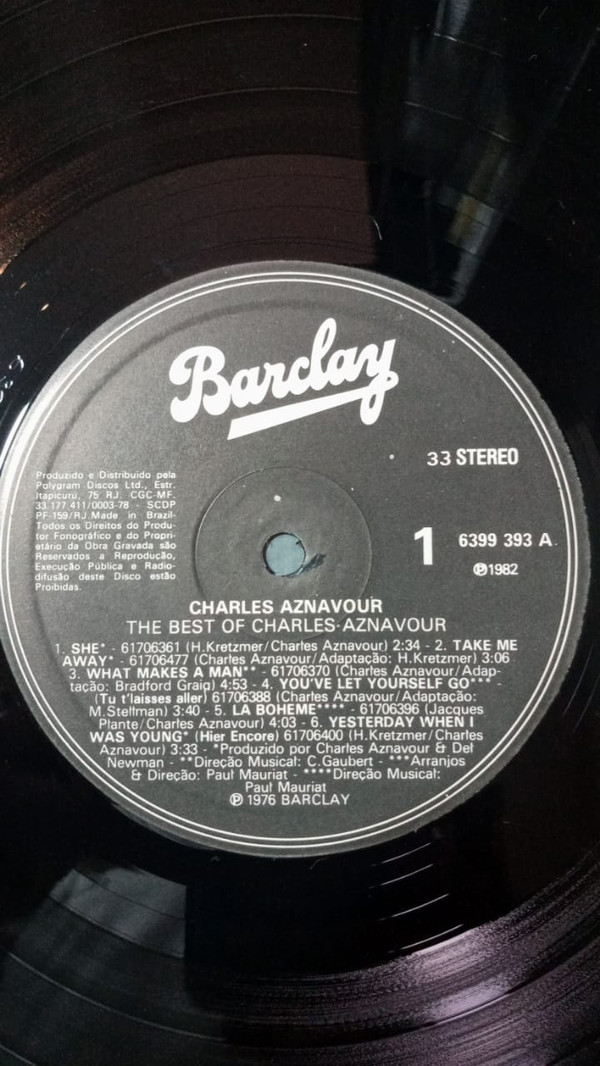 Barclay
33 STEREO
Produzido e Distribuido pela
Polygram Discos Ltd., Estr.
Itapicurú, 75 RJ. CGC-MF.
33.177.411/0003-78 - SCDP
PF-159/RJ.Made in Brazil-
Todos os Direitos do Produ-
tor Fonográfico e do Propri-
etário da Obra Gravada são
Reservados a Reprodução,
Execução Pública e Radio-
difusão deste Disco estão
Proibidas.
1 6399 393 A
℗1982
CHARLES AZNAVOUR
THE BEST OF CHARLES AZNAVOUR
1. SHE* - 61706361 (H.Kretzmer/Charles Aznavour) 2:34 - 2. TAKE ME
AWAY* - 61706477 (Charles Aznavour/Adaptação: H.Kretzmer) 3:06
3. WHAT MAKES A MAN** - 61706370 (Charles Aznavour/Adap-
tação: Bradford Graig) 4:53 - 4. YOU'VE LET YOURSELF GO*** -
(Tu t'laisses aller) 61706388 (Charles Aznavour/Adaptação:
M.Stellman) 3:40 - 5. LA BOHEME**** - 61706396 (Jacques
Plante/Charles Aznavour) 4:03 - 6. YESTERDAY WHEN I
WAS YOUNG* (Hier Encore) 61706400 (H.Kretzmer/Charles
Aznavour) 3:33 - *Produzido por Charles Aznavour & Del
Newman - **Direção Musical: C.Gaubert - ***Arranjos
& Direção: Paul Mauriat - ****Direção Musical:
Paul Mauriat
℗ 1976 BARCLAY